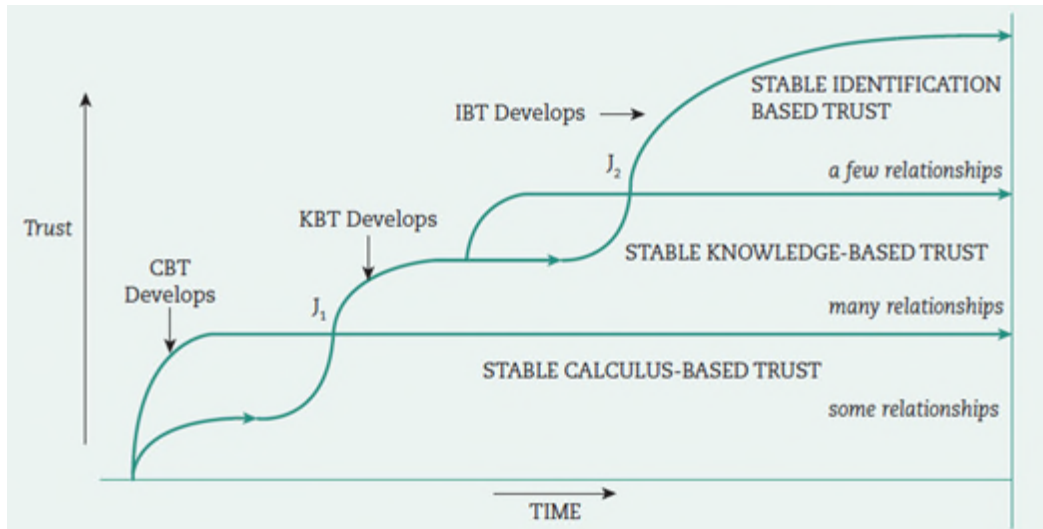 STABLE IDENTIFICATION
BASED TRUST
IBT Develops
J₂
a few relationships
Trust
KBT Develops
STABLE KNOWLEDGE-BASED TRUST
CBT
Develops
J₁
many relationships
STABLE CALCULUS-BASED TRUST
some relationships
TIME